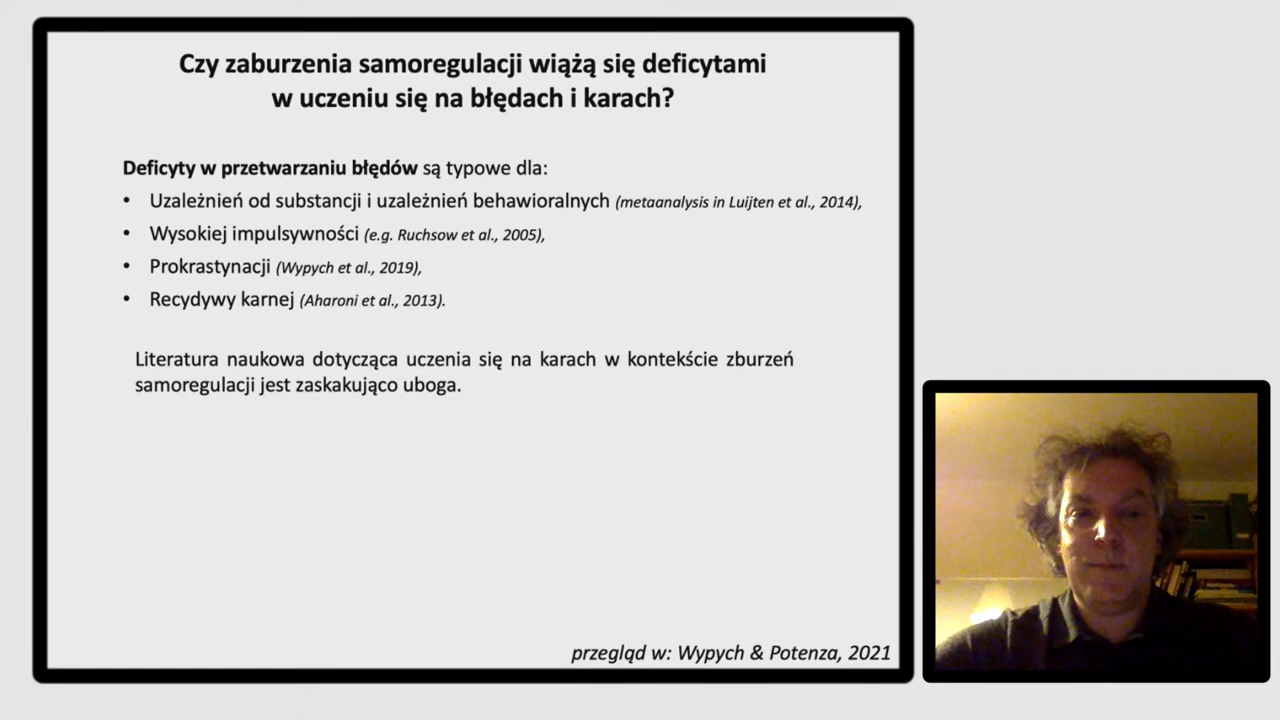 Czy zaburzenia samoregulacji wiążą się deficytami
w uczeniu się na błędach i karach?
Deficyty w przetwarzaniu błędów są typowe dla:
• Uzależnień od substancji i uzależnień behawioralnych (metaanalysis in Luijten et al., 2014),
• Wysokiej impulsywności (e.g. Ruchsow et al., 2005),
• Prokrastynacji (Wypych et al., 2019),
• Recydywy karnej (Aharoni et al., 2013).
Literatura naukowa dotycząca uczenia się na karach w kontekście zburzeń
samoregulacji jest zaskakująco uboga.
przegląd w: Wypych & Potenza, 2021